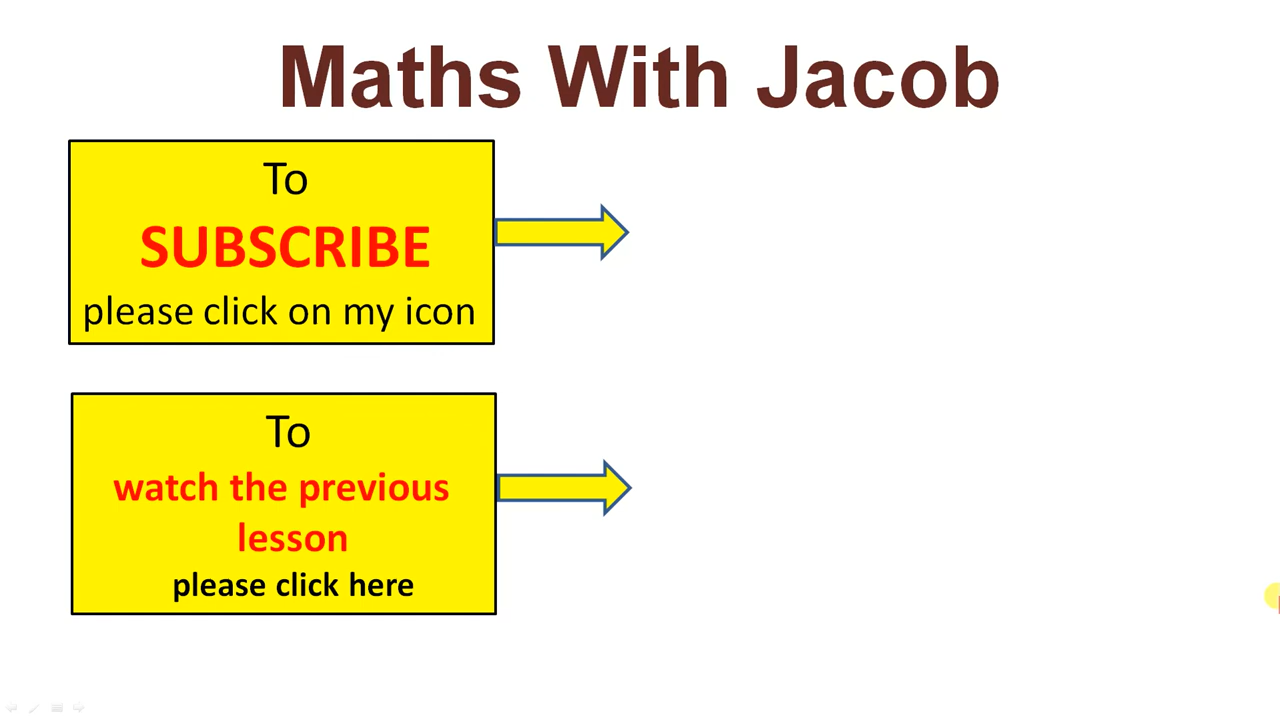 Maths With Jacob
To
SUBSCRIBE
please click on my icon
To
watch the previous
lesson
please click here